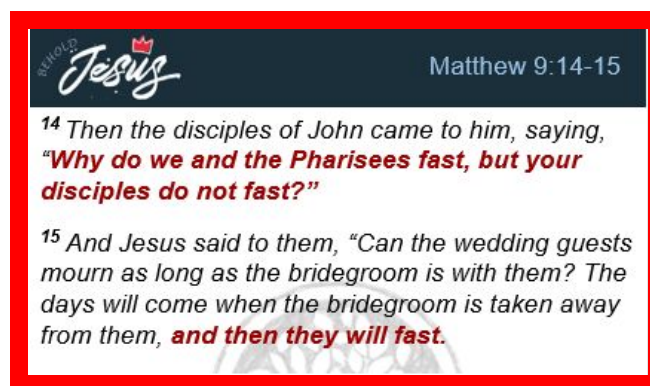 BEHOLD
Jesus
Matthew 9:14-15
14 Then the disciples of John came to him, saying,
“Why do we and the Pharisees fast, but your
disciples do not fast?”
15 And Jesus said to them, “Can the wedding guests
mourn as long as the bridegroom is with them? The
days will come when the bridegroom is taken away
from them, and then they will fast.